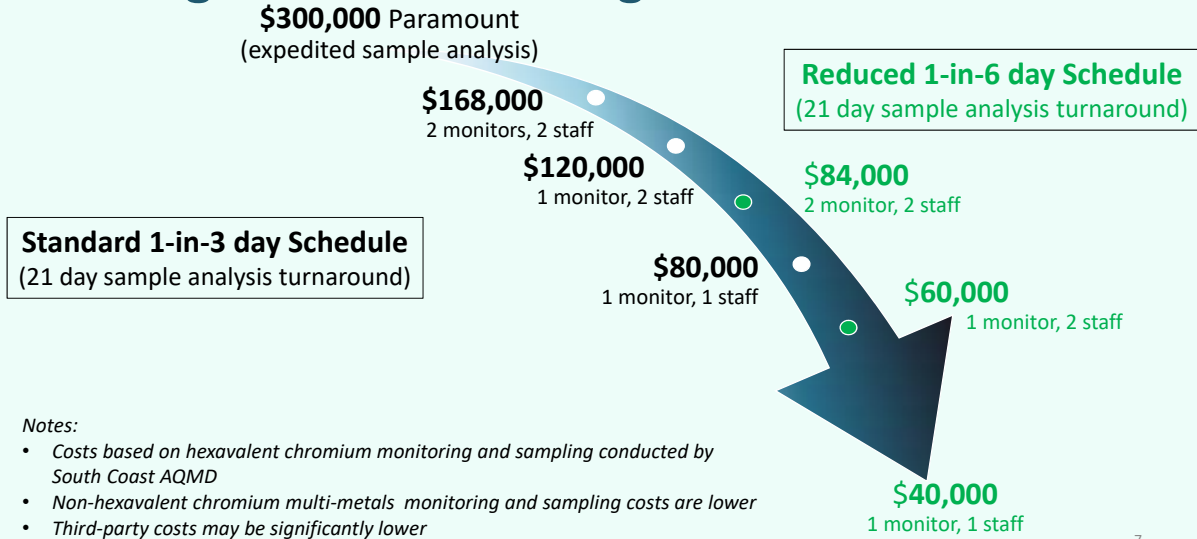 $300,000 Paramount
(expedited sample analysis)
$168,000
2 monitors, 2 staff
$120,000
1 monitor, 2 staff
Reduced 1-in-6 day Schedule
(21 day sample analysis turnaround)
$84,000
2 monitor, 2 staff
Standard 1-in-3 day Schedule
(21 day sample analysis turnaround)
$80,000
1 monitor, 1 staff
$60,000
1 monitor, 2 staff
Notes:
• Costs based on hexavalent chromium monitoring and sampling conducted by
South Coast AQMD
• Non-hexavalent chromium multi-metals monitoring and sampling costs are lower
• Third-party costs may be significantly lower
$40,000
1 monitor, 1 staff